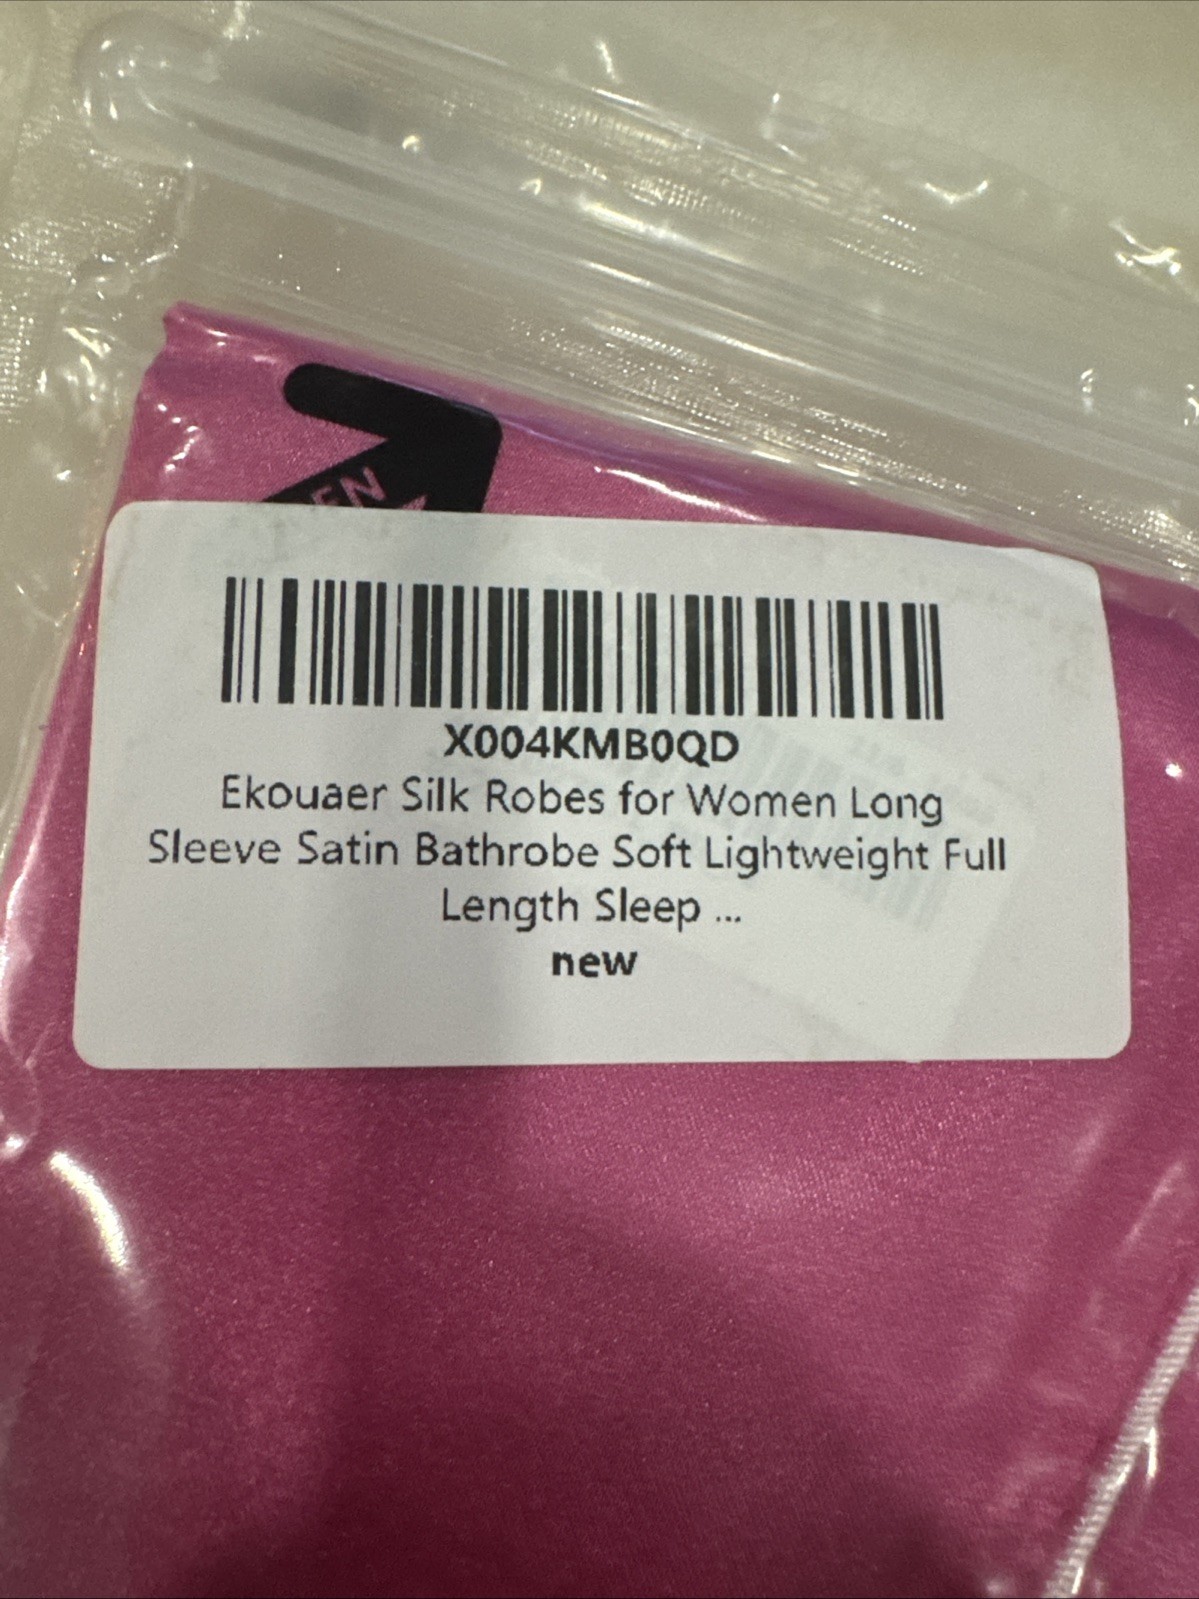 X004KMB0QD
Ekouaer Silk Robes for Women Long
Sleeve Satin Bathrobe Soft Lightweight Full
Length Sleep ...
new